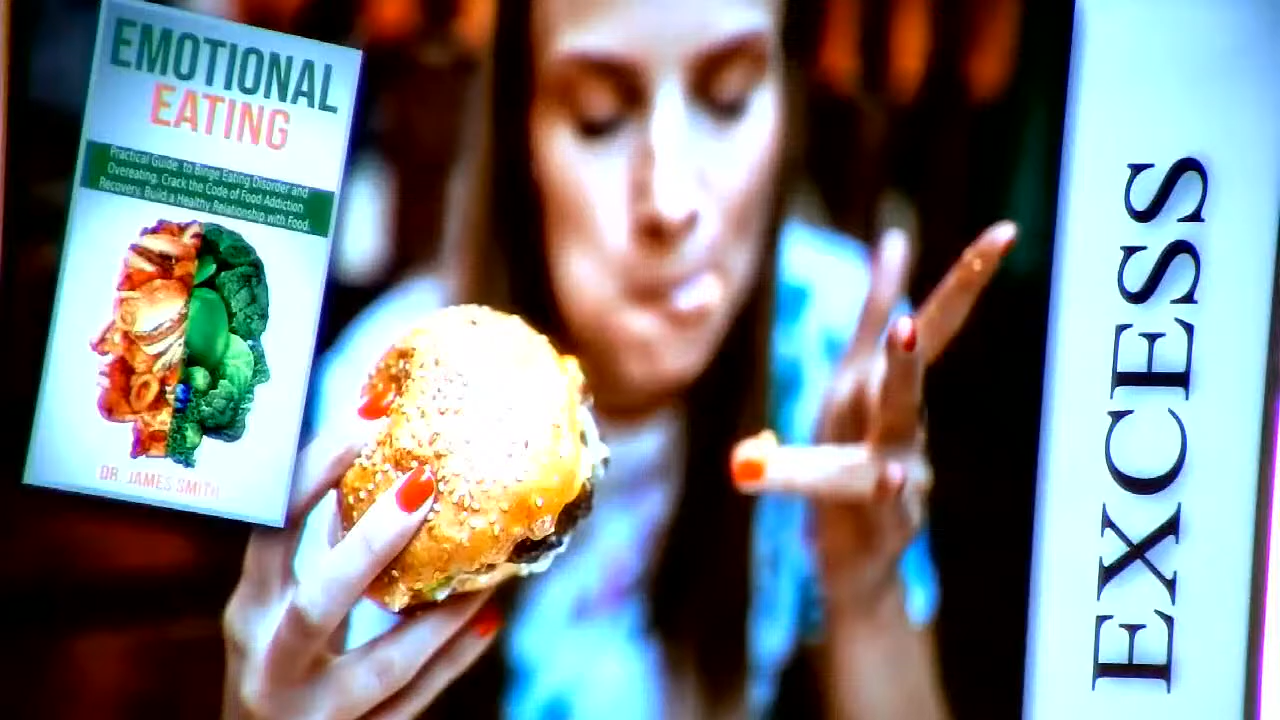 EMOTIONAL
EATING
Practical Guide to Binge Eating Disorder and
Overeating. Crack the Code of Food Addiction
Recovery. Build a Healthy Relationship with Food.
DR. JAMES SMITH
EXCESS